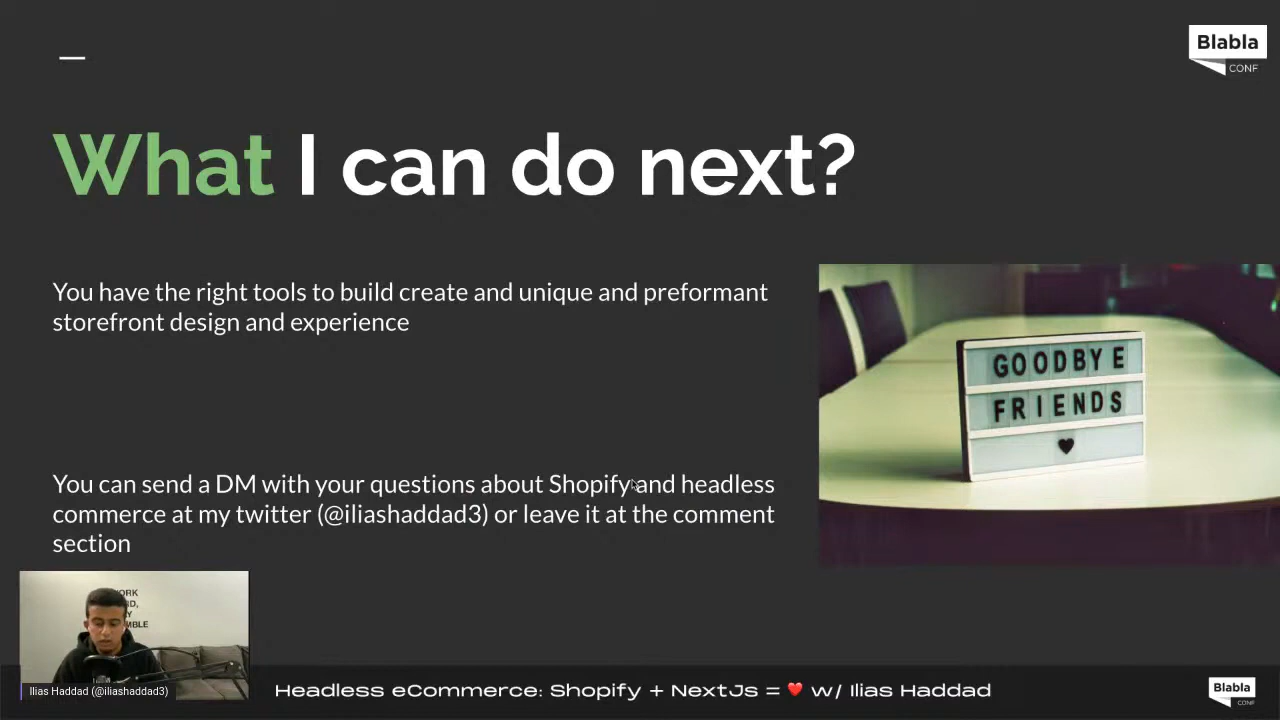 Blabla
CONF
What I can do next?
You have the right tools to build create and unique and preformant
storefront design and experience
GOODBYE
FRIENDS
You can send a DM with your questions about Shopify and headless
commerce at my twitter (@iliashaddad3) or leave it at the comment
section
Ilias Haddad (@iliashaddad3)
Headless eCommerce: Shopify + NextJs = ❤️ w/ Ilias Haddad
Blabla
CONF